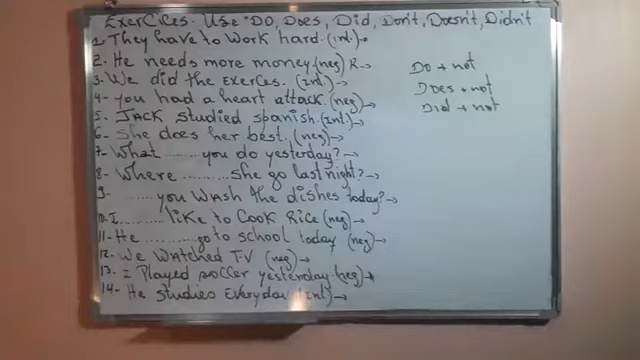 Exercices. Use "Do, Does, Did, Don't, Doesn't, Didn't
1. They have to work hard. (int)→
2. He needs more money. (neg) R→
3. We did the exerces. (int)→
4- you had a heart attack. (neg)→
5- JACK studied spanish. (int)→
6- She does her best. (neg)→
7- What ....... you do yesterday?→
8- Where .......... she go last night?→
9- ....... you wash the dishes today?→
10. I ......... like to cook Rice (neg)→
11- He .......... go to school today (neg)→
12- We watched T.V (neg)→
13- I Played soccer yesterday (neg)→
14- He studies Everyday (int)→
Do + not
Does + not
Did + not